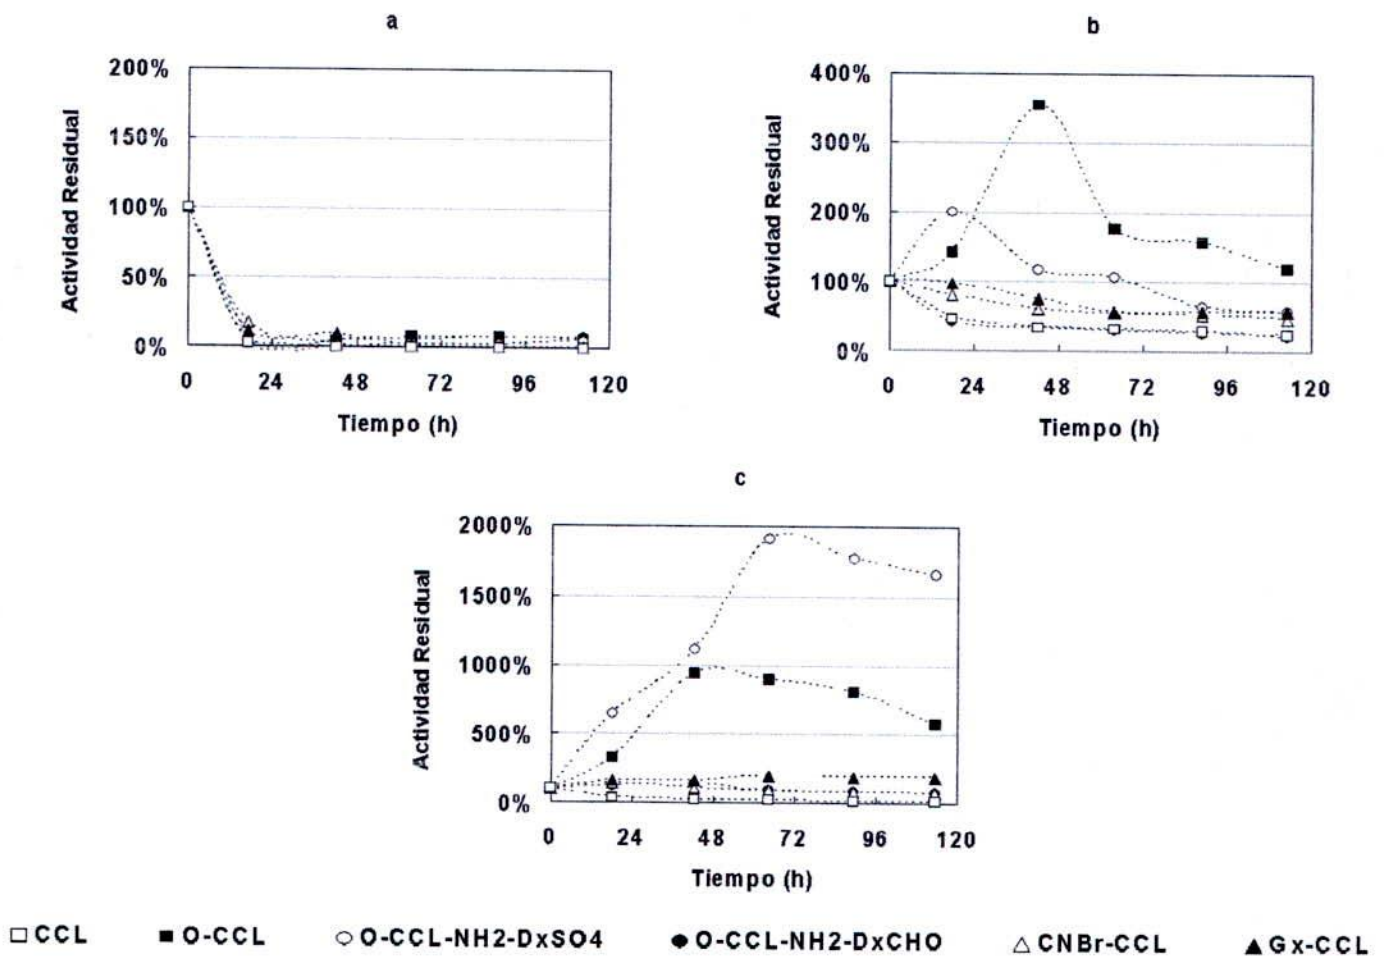 a
200%
150%
100%
50%
0%
Actividad Residual
0 24 48 72 96 120
Tiempo (h)
b
400%
300%
200%
100%
0%
Actividad Residual
0 24 48 72 96 120
Tiempo (h)
c
2000%
1500%
1000%
500%
0%
Actividad Residual
0 24 48 72 96 120
Tiempo (h)
CCL O-CCL O-CCL-NH2-DxSO4 O-CCL-NH2-DxCHO CNBr-CCL Gx-CCL